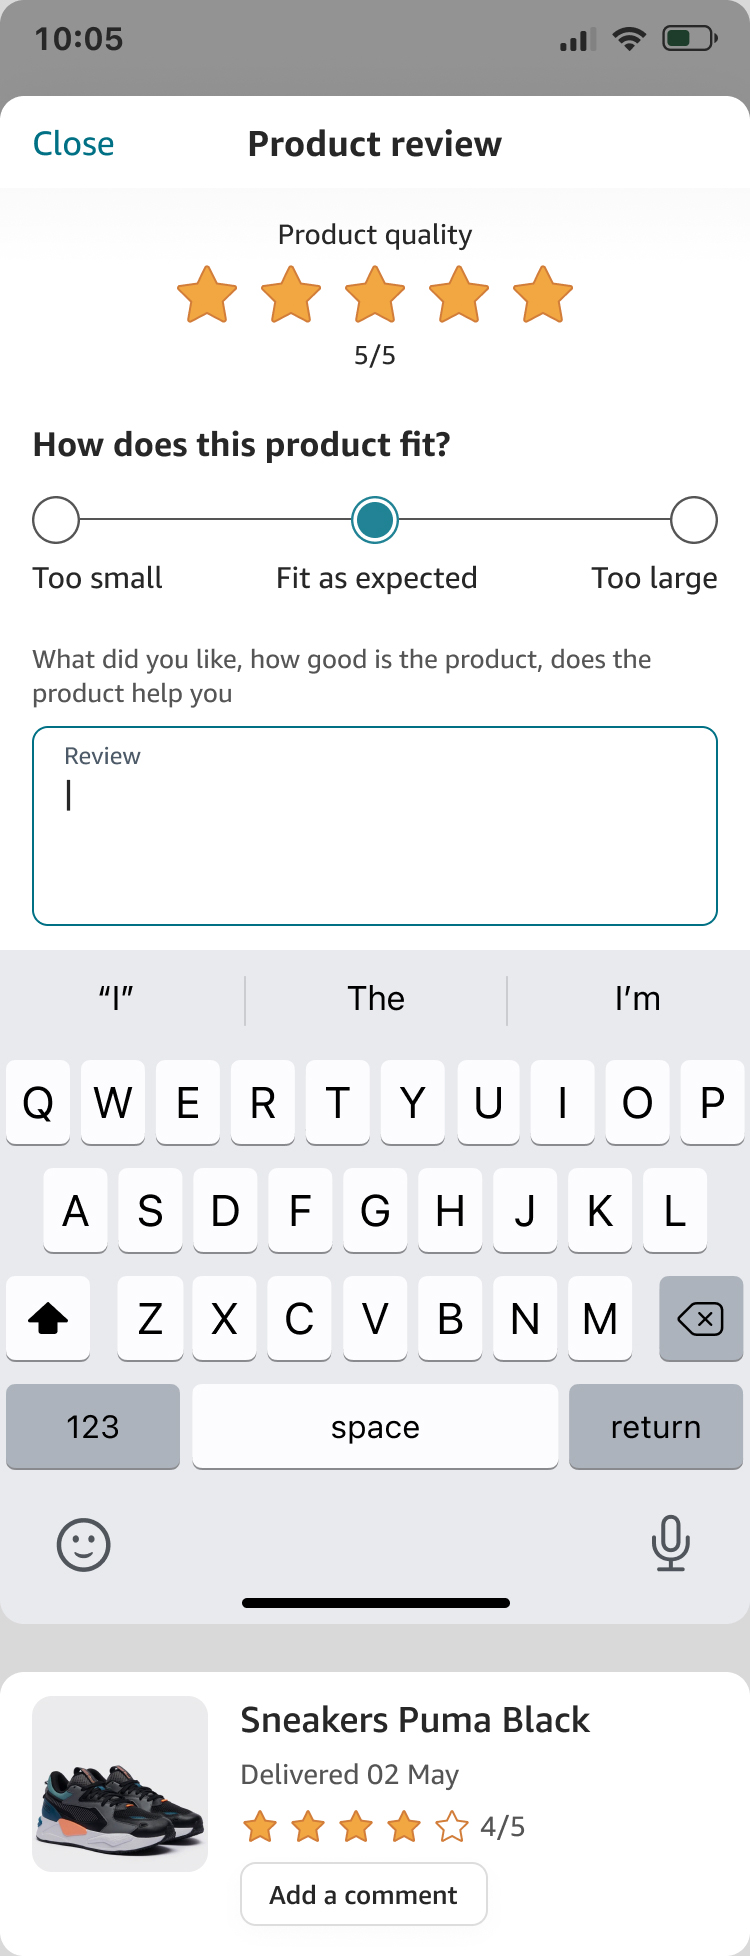 10:05
Close
Product review
Product quality
5/5
How does this product fit?
Too small
Fit as expected
Too large
What did you like, how good is the product, does the
product help you
Review
“I”
The
I’m
Q W E R T Y U I O P
A S D F G H J K L
Z X C V B N M
123
space
return
Sneakers Puma Black
Delivered 02 May
4/5
Add a comment